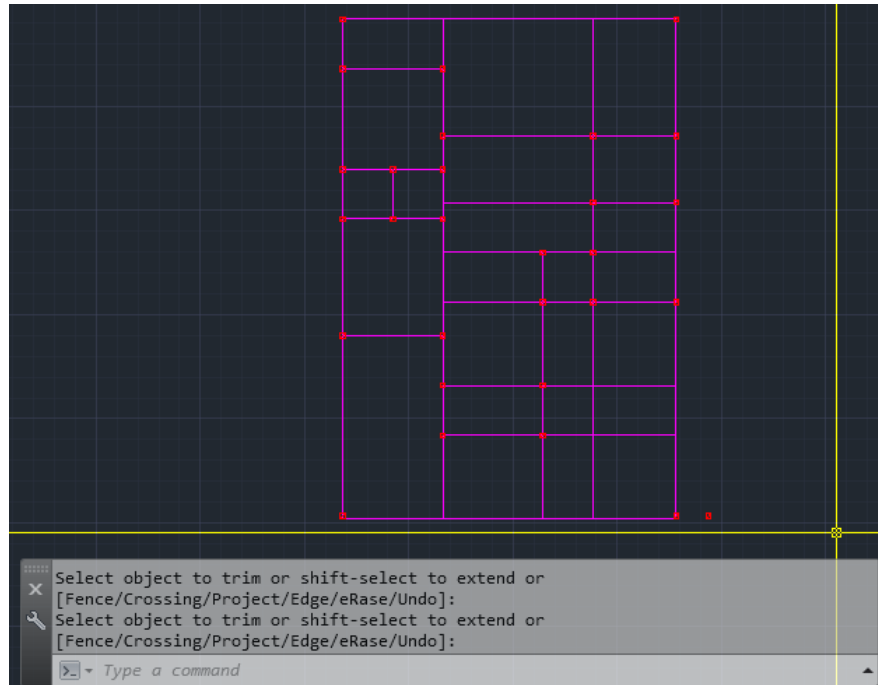 Select object to trim or shift-select to extend or
[Fence/Crossing/Project/Edge/eRase/Undo]:
Select object to trim or shift-select to extend or
[Fence/Crossing/Project/Edge/eRase/Undo]:
Type a command